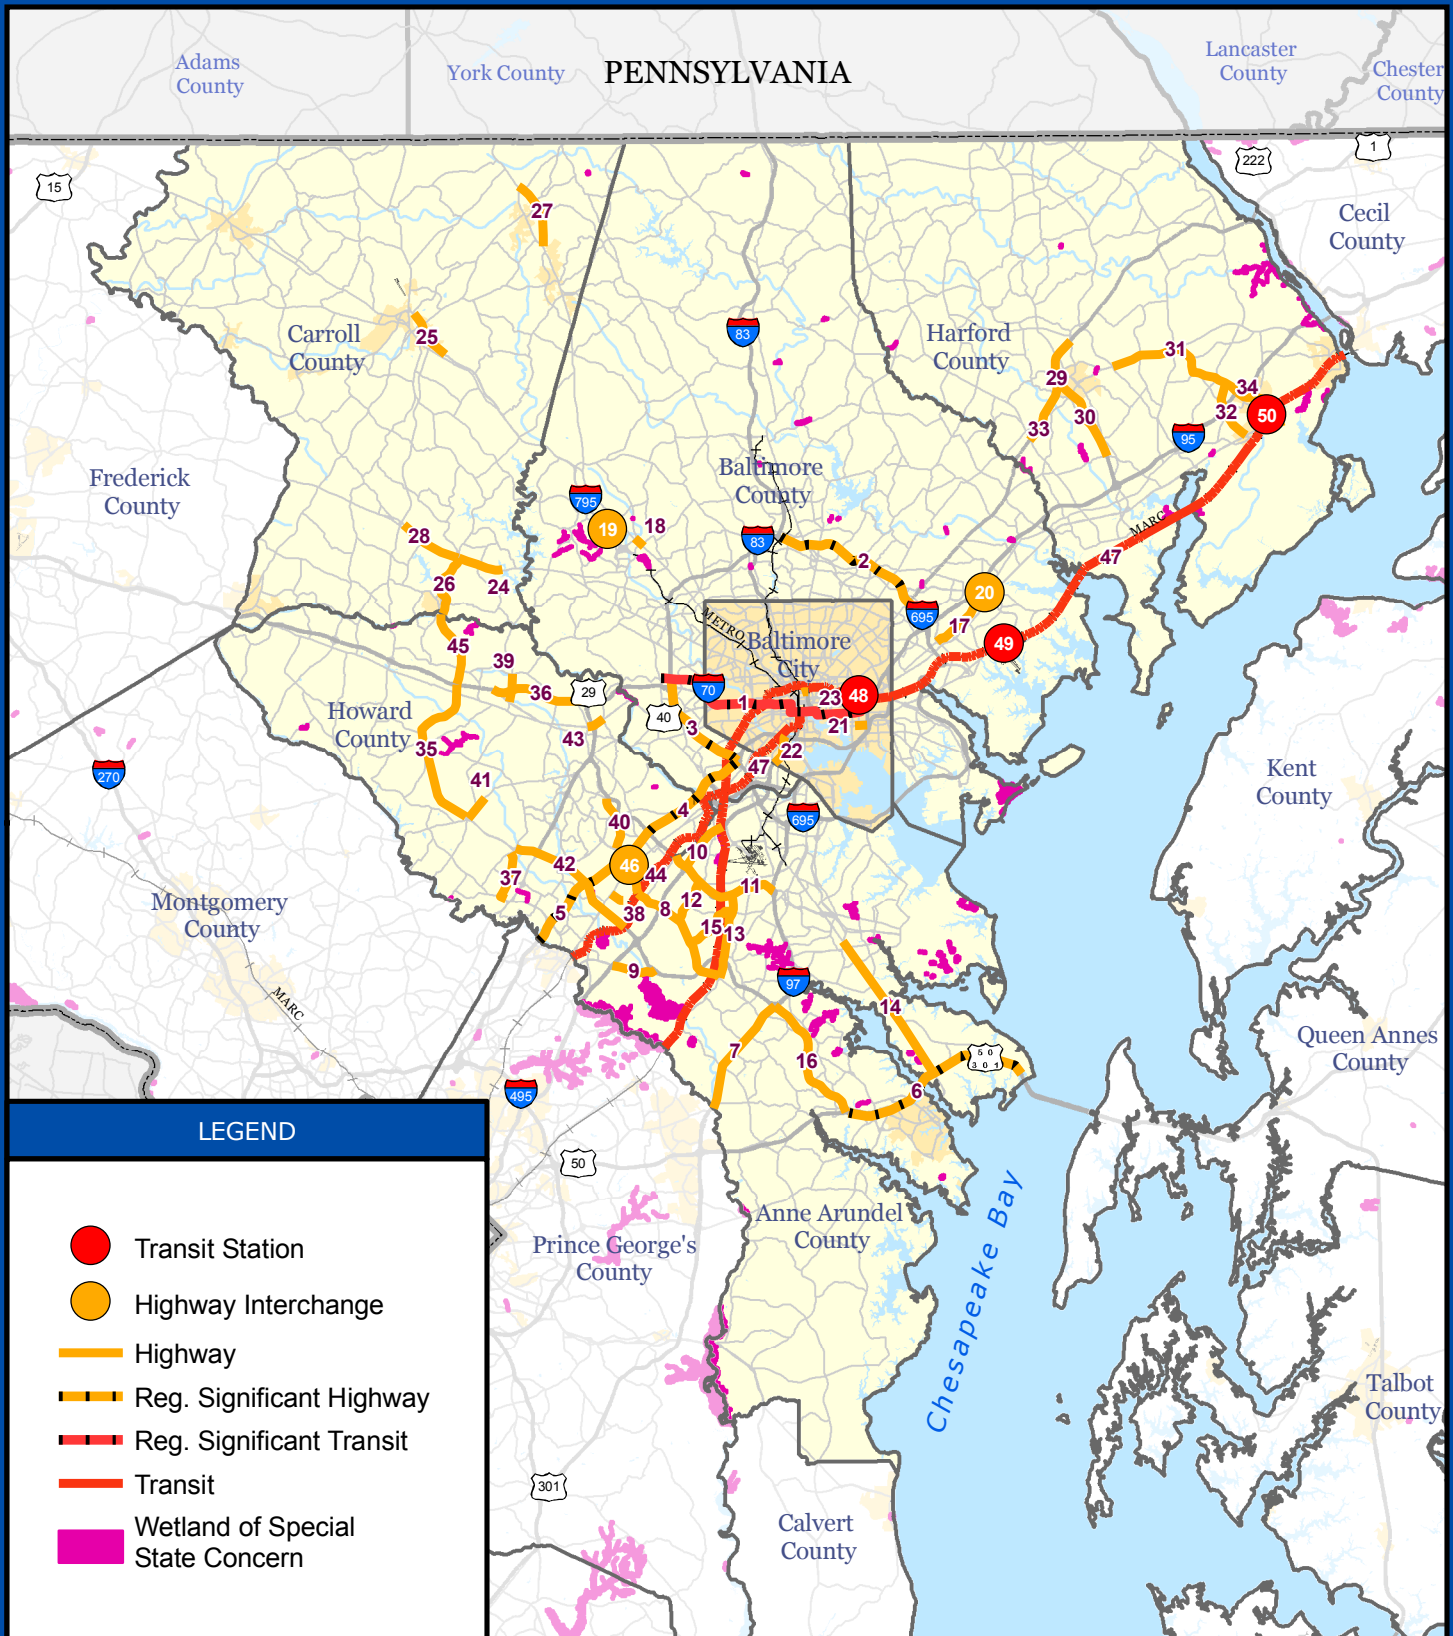 Adams
County
York County
PENNSYLVANIA
Lancaster
County
Chester
County
15
222
1
27
Cecil
County
25
Carroll
County
83
Harford
County
31
29
34
32
50
30
33
95
Frederick
County
Baltimore
County
795
19
18
83
2
MARC
47
28
26
24
20
695
17
METRO
Baltimore
City
49
45
39
36
29
70
1
23
48
40
21
Howard
County
3
43
22
35
47
270
41
Kent
County
4
695
40
10
42
46
44
37
11
12
8
38
5
15
13
Montgomery
County
9
97
14
MARC
7
16
50
301
6
Queen Annes
County
495
LEGEND
50
Chesapeake Bay
Anne Arundel
County
Prince George's
County
Transit Station
Highway Interchange
Highway
Reg. Significant Highway
Reg. Significant Transit
Transit
Wetland of Special
State Concern
Talbot
County
301
Calvert
County